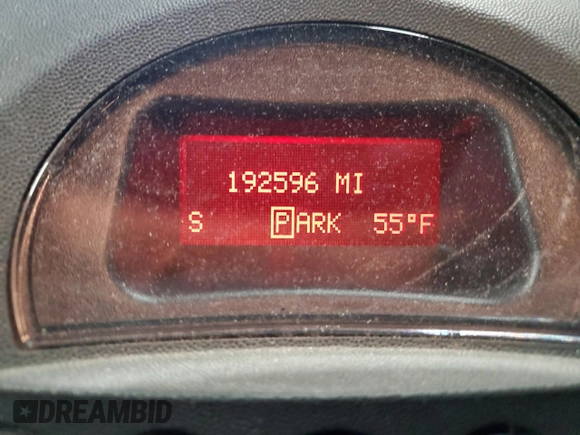 192596 MI
S PARK 55°F
DREAMBID